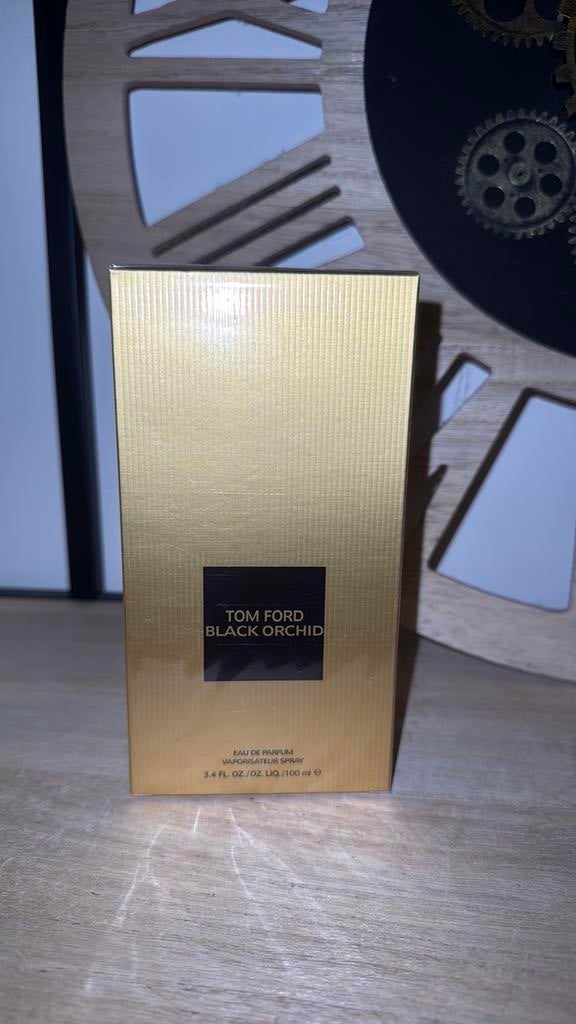 TOM FORD
BLACK ORCHID
EAU DE PARFUM
VAPORISATEUR SPRAY
3.4 FL. OZ./OZ. LIQ./100 ml ℮